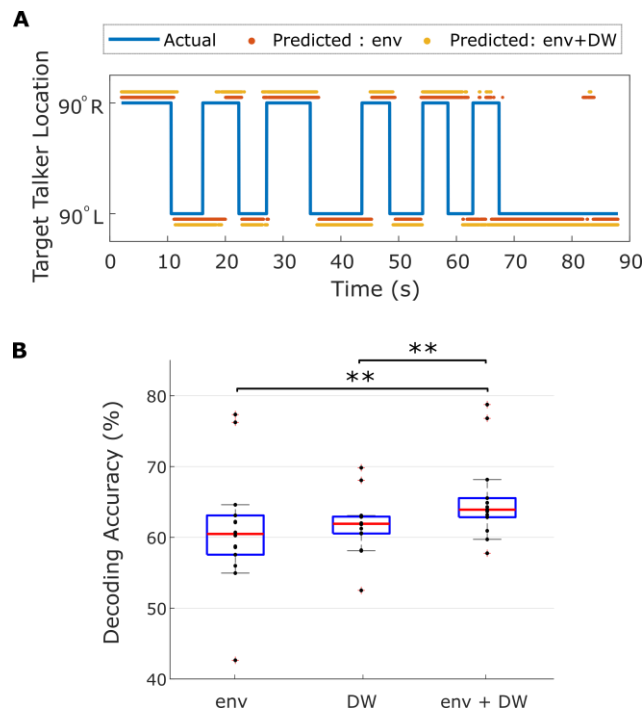 A
Actual Predicted : env Predicted: env+DW
Target Talker Location
90°R
90°L
0 10 20 30 40 50 60 70 80 90
Time (s)
B
**
**
Decoding Accuracy (%)
80
70
60
50
40
env DW env + DW